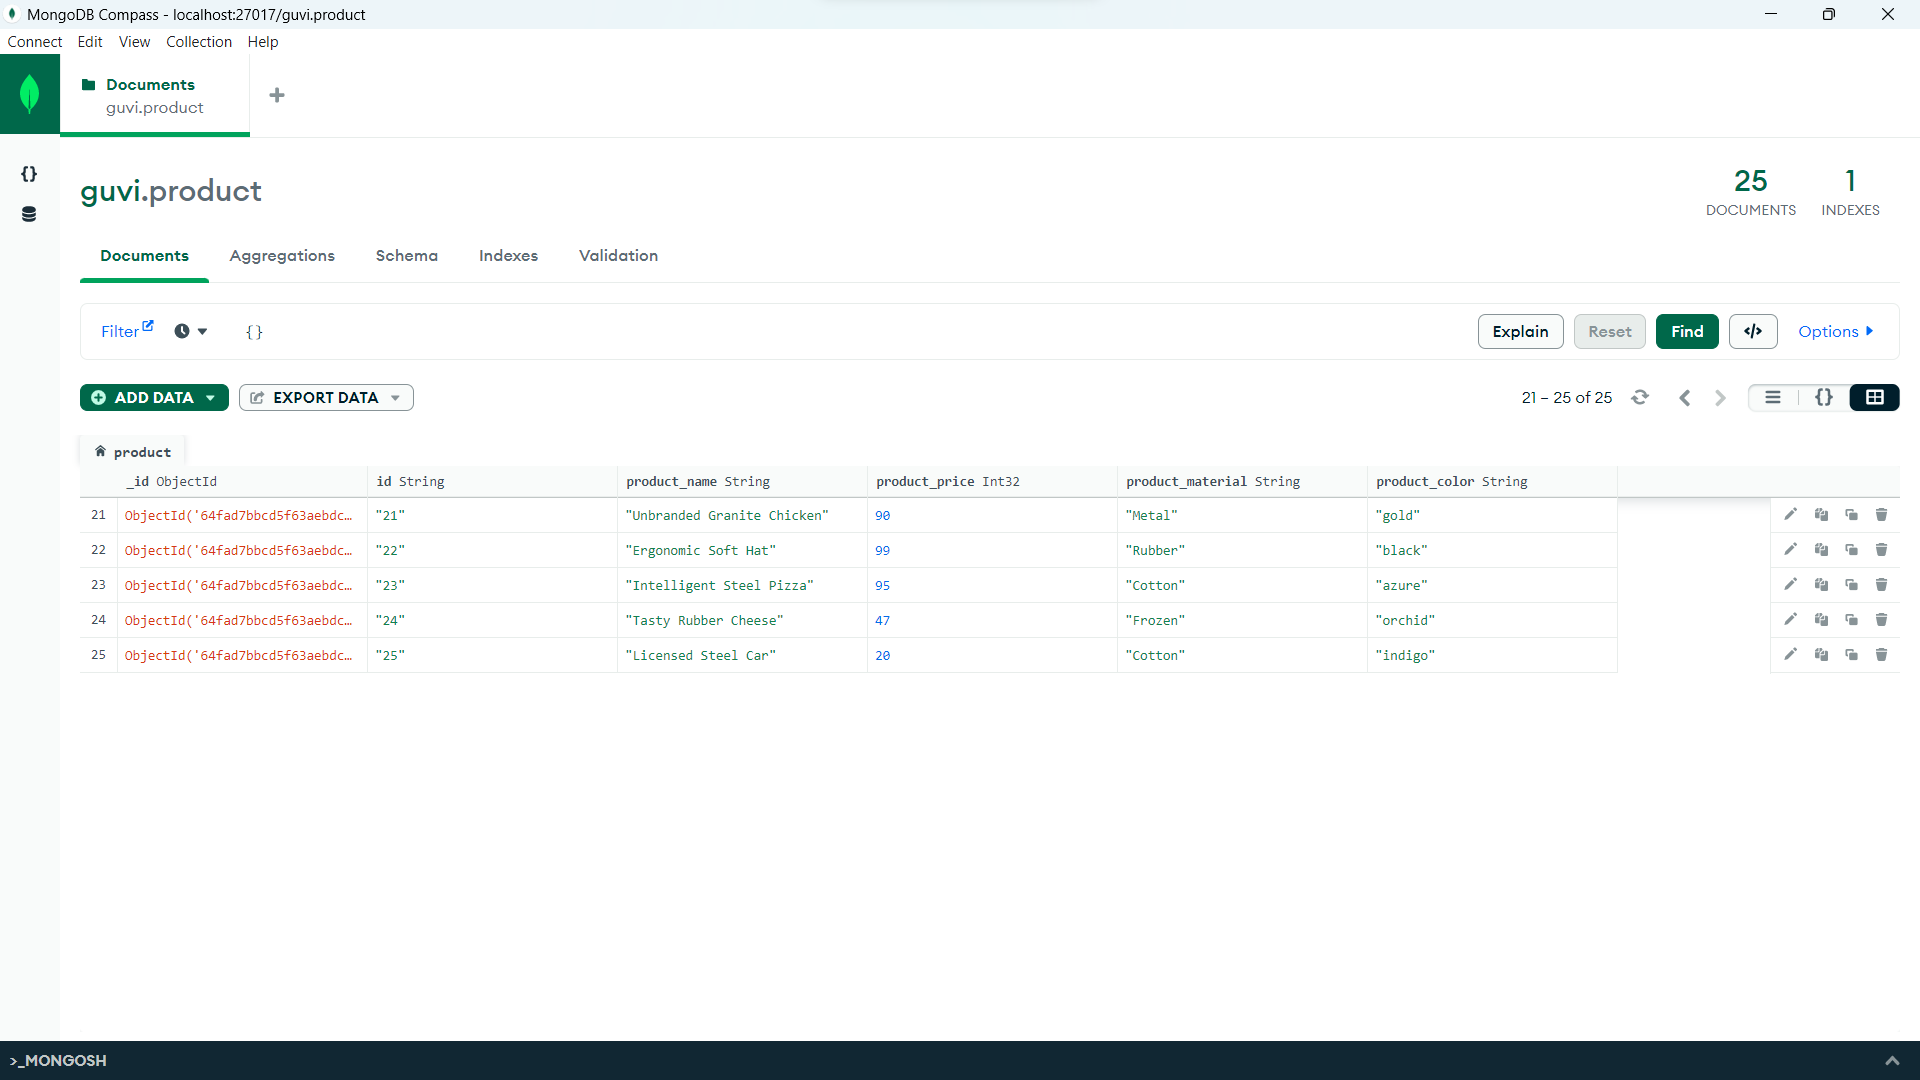 MongoDB Compass - localhost:27017/guvi.product
Connect Edit View Collection Help
Documents
guvi.product
guvi.product
25
DOCUMENTS
1
INDEXES
Documents Aggregations Schema Indexes Validation
Filter {} Explain Reset Find </> Options
ADD DATA EXPORT DATA 21 – 25 of 25 {}
product
_id ObjectId id String product_name String product_price Int32 product_material String product_color String
21 ObjectId('64fad7bbcd5f63aebdc… "21" "Unbranded Granite Chicken" 90 "Metal" "gold"
22 ObjectId('64fad7bbcd5f63aebdc… "22" "Ergonomic Soft Hat" 99 "Rubber" "black"
23 ObjectId('64fad7bbcd5f63aebdc… "23" "Intelligent Steel Pizza" 95 "Cotton" "azure"
24 ObjectId('64fad7bbcd5f63aebdc… "24" "Tasty Rubber Cheese" 47 "Frozen" "orchid"
25 ObjectId('64fad7bbcd5f63aebdc… "25" "Licensed Steel Car" 20 "Cotton" "indigo"
>_MONGOSH